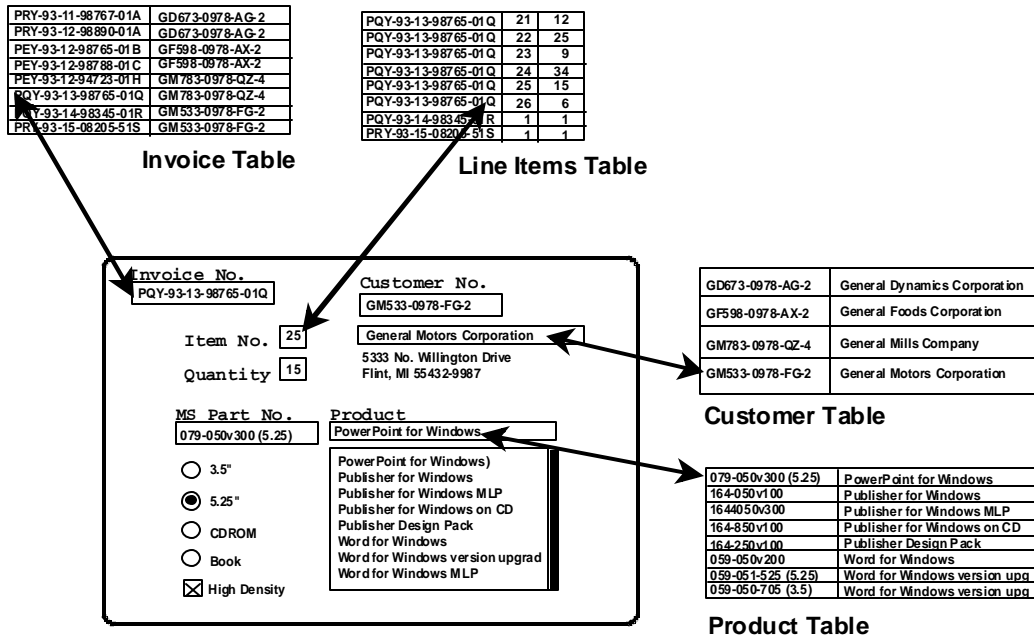 PRY-93-11-98767-01A GD673-0978-AG-2
PRY-93-12-98890-01A GD673-0978-AG-2
PEY-93-12-98765-01B GF598-0978-AX-2
PEY-93-12-98788-01C GF598-0978-AX-2
PEY-93-12-94723-01H GM783-0978-QZ-4
PQY-93-13-98765-01Q GM783-0978-QZ-4
PQY-93-14-98345-01R GM533-0978-FG-2
PRY-93-15-08205-51S GM533-0978-FG-2
Invoice Table
PQY-93-13-98765-01Q 21 12
PQY-93-13-98765-01Q 22 25
PQY-93-13-98765-01Q 23 9
PQY-93-13-98765-01Q 24 34
PQY-93-13-98765-01Q 25 15
PQY-93-13-98765-01Q 26 6
PQY-93-14-98345-01R 1 1
PRY-93-15-08205-51S 1 1
Line Items Table
Invoice No.
PQY-93-13-98765-01Q
Customer No.
GM533-0978-FG-2
Item No. 25
General Motors Corporation
5333 No. Willington Drive
Flint, MI 55432-9987
Quantity 15
MS Part No.
079-050v300 (5.25)
Product
PowerPoint for Windows
3.5"
5.25"
CDROM
Book
High Density
PowerPoint for Windows)
Publisher for Windows
Publisher for Windows MLP
Publisher for Windows on CD
Publisher Design Pack
Word for Windows
Word for Windows version upgrad
Word for Windows MLP
GD673-0978-AG-2 General Dynamics Corporation
GF598-0978-AX-2 General Foods Corporation
GM783-0978-QZ-4 General Mills Company
GM533-0978-FG-2 General Motors Corporation
Customer Table
079-050v300 (5.25) PowerPoint for Windows
164-050v100 Publisher for Windows
1644050v300 Publisher for Windows MLP
164-850v100 Publisher for Windows on CD
164-250v100 Publisher Design Pack
059-050v200 Word for Windows
059-051-525 (5.25) Word for Windows version upg
059-050-705 (3.5) Word for Windows version upg
Product Table